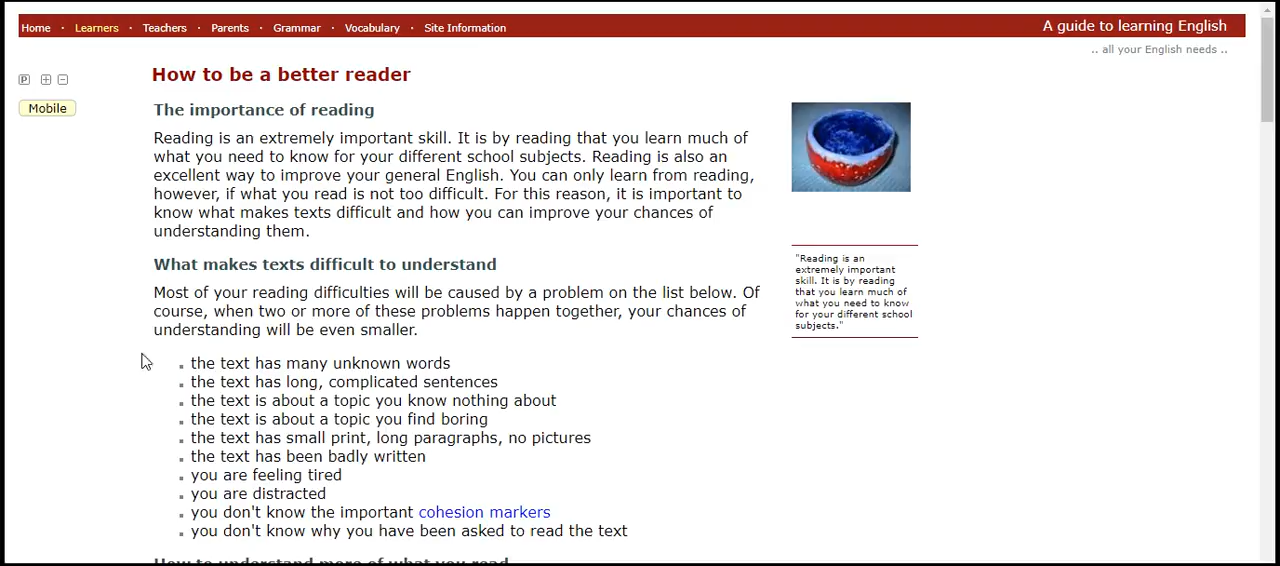 Home · Learners · Teachers · Parents · Grammar · Vocabulary · Site Information
A guide to learning English
.. all your English needs ..
P
Mobile
How to be a better reader
The importance of reading
Reading is an extremely important skill. It is by reading that you learn much of
what you need to know for your different school subjects. Reading is also an
excellent way to improve your general English. You can only learn from reading,
however, if what you read is not too difficult. For this reason, it is important to
know what makes texts difficult and how you can improve your chances of
understanding them.
"Reading is an
extremely important
skill. It is by reading
that you learn much of
what you need to know
for your different school
subjects."
What makes texts difficult to understand
Most of your reading difficulties will be caused by a problem on the list below. Of
course, when two or more of these problems happen together, your chances of
understanding will be even smaller.
the text has many unknown words
the text has long, complicated sentences
the text is about a topic you know nothing about
the text is about a topic you find boring
the text has small print, long paragraphs, no pictures
the text has been badly written
you are feeling tired
you are distracted
you don't know the important cohesion markers
you don't know why you have been asked to read the text
How to understand more of what you read